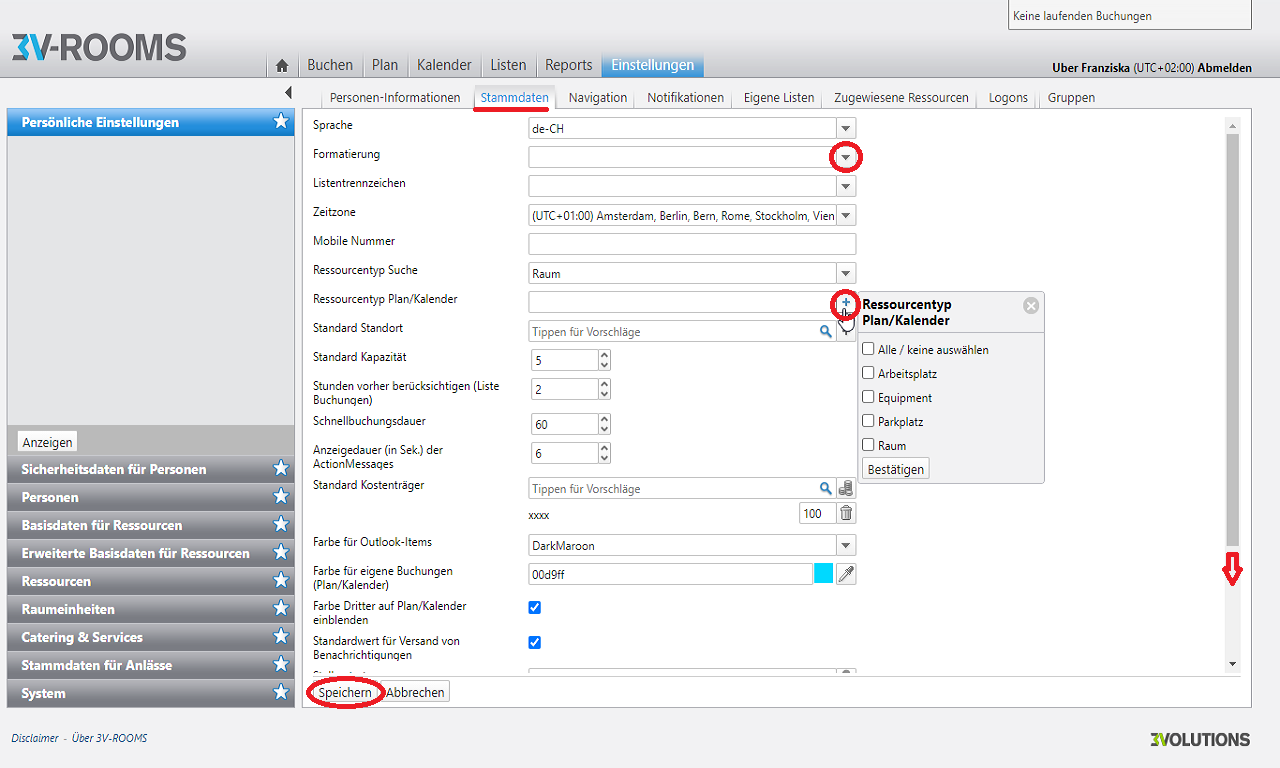 Keine laufenden Buchungen
3V-ROOMS
Buchen
Plan
Kalender
Listen
Reports
Einstellungen
Uber Franziska (UTC+02:00) Abmelden
Personen-Informationen
Stammdaten
Navigation
Notifikationen
Eigene Listen
Zugewiesene Ressourcen
Logons
Gruppen
Persönliche Einstellungen
Anzeigen
Sicherheitsdaten für Personen
Personen
Basisdaten für Ressourcen
Erweiterte Basisdaten für Ressourcen
Ressourcen
Raumeinheiten
Catering & Services
Stammdaten für Anlässe
System
Sprache
de-CH
Formatierung
Listentrennzeichen
Zeitzone
(UTC+01:00) Amsterdam, Berlin, Bern, Rome, Stockholm, Vien
Mobile Nummer
Ressourcentyp Suche
Raum
Ressourcentyp Plan/Kalender
Standard Standort
Tippen für Vorschläge
Standard Kapazität
5
Stunden vorher berücksichtigen (Liste
Buchungen)
2
Schnellbuchungsdauer
60
Anzeigedauer (in Sek.) der
ActionMessages
6
Standard Kostenträger
Tippen für Vorschläge
xxxx
100
Farbe für Outlook-Items
DarkMaroon
Farbe für eigene Buchungen
(Plan/Kalender)
00d9ff
Farbe Dritter auf Plan/Kalender
einblenden
Standardwert für Versand von
Benachrichtigungen
Ressourcentyp
Plan/Kalender
Alle / keine auswählen
Arbeitsplatz
Equipment
Parkplatz
Raum
Bestätigen
Speichern
Abbrechen
Disclaimer - Über 3V-ROOMS
3VOLUTIONS